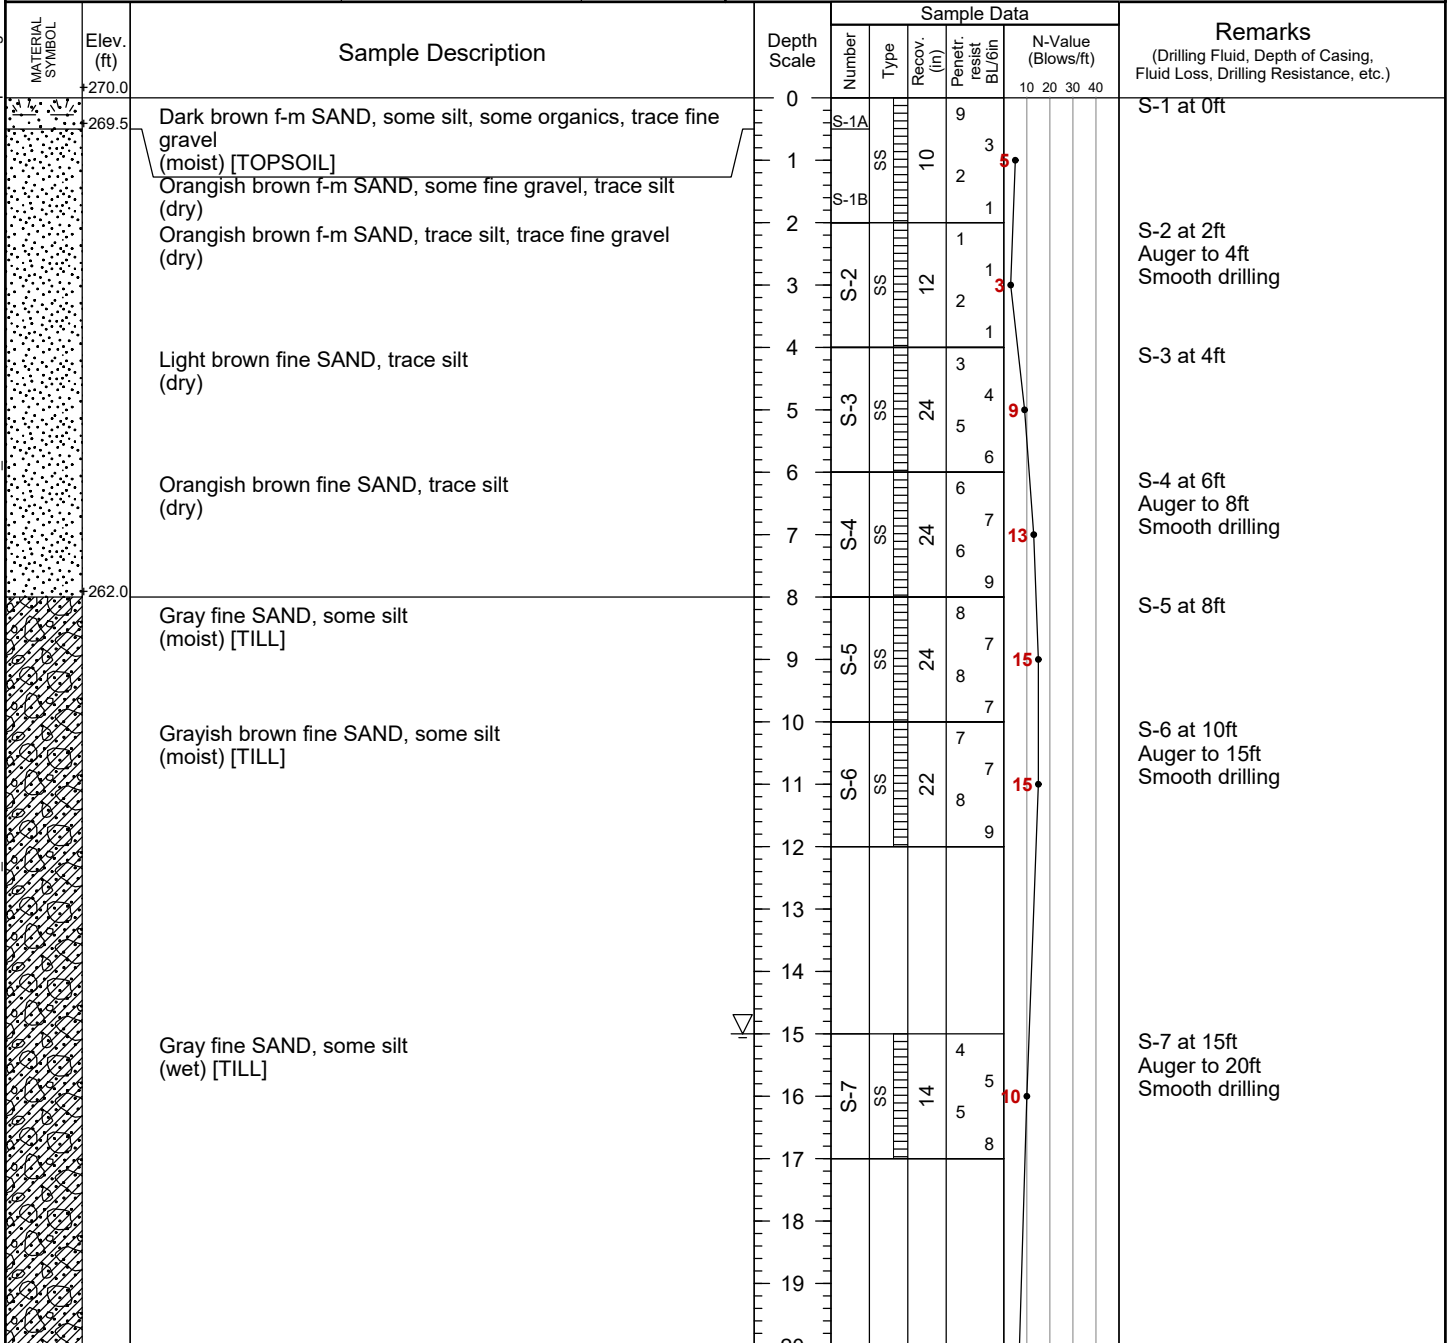 MATERIAL
SYMBOL
Elev.
(ft)
+270.0
Sample Description
Depth
Scale
Sample Data
Number
Type
Recov.
(in)
Penetr.
resist
BL/6in
N-Value
(Blows/ft)
10 20 30 40
Remarks
(Drilling Fluid, Depth of Casing,
Fluid Loss, Drilling Resistance, etc.)
+269.5
Dark brown f-m SAND, some silt, some organics, trace fine
gravel
(moist) [TOPSOIL]
Orangish brown f-m SAND, some fine gravel, trace silt
(dry)
0
1
S-1A
S-1B
SS
10
9
3
2
1
5
S-1 at 0ft
Orangish brown f-m SAND, trace silt, trace fine gravel
(dry)
2
3
S-2
SS
12
1
1
2
1
3
S-2 at 2ft
Auger to 4ft
Smooth drilling
Light brown fine SAND, trace silt
(dry)
4
5
S-3
SS
24
3
4
5
6
9
S-3 at 4ft
Orangish brown fine SAND, trace silt
(dry)
6
7
S-4
SS
24
6
7
6
9
13
S-4 at 6ft
Auger to 8ft
Smooth drilling
+262.0
Gray fine SAND, some silt
(moist) [TILL]
8
9
S-5
SS
24
8
7
8
7
15
S-5 at 8ft
Grayish brown fine SAND, some silt
(moist) [TILL]
10
11
S-6
SS
22
7
7
8
9
15
S-6 at 10ft
Auger to 15ft
Smooth drilling
12
13
14
Gray fine SAND, some silt
(wet) [TILL]
15
16
S-7
SS
14
4
5
5
8
10
S-7 at 15ft
Auger to 20ft
Smooth drilling
17
18
19